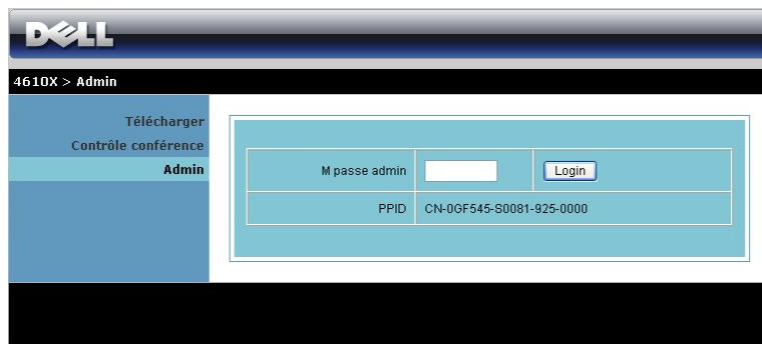 DELL
4610X > Admin
Télécharger
Contrôle conférence
Admin
M passe admin
Login
PPID
CN-0GF545-S0081-925-0000